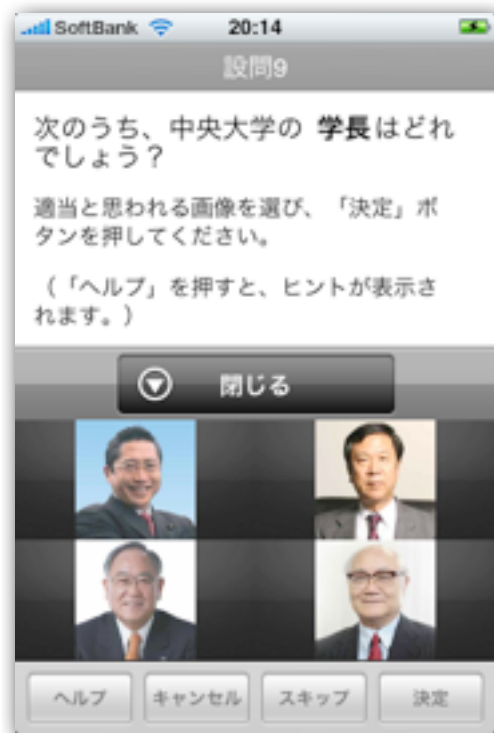 SoftBank 20:14
設問9
次のうち、中央大学の 学長はどれ
でしょう？
適当と思われる画像を選び、「決定」ボ
タンを押してください。
（「ヘルプ」を押すと、ヒントが表示さ
れます。）
閉じる
ヘルプ キャンセル スキップ 決定